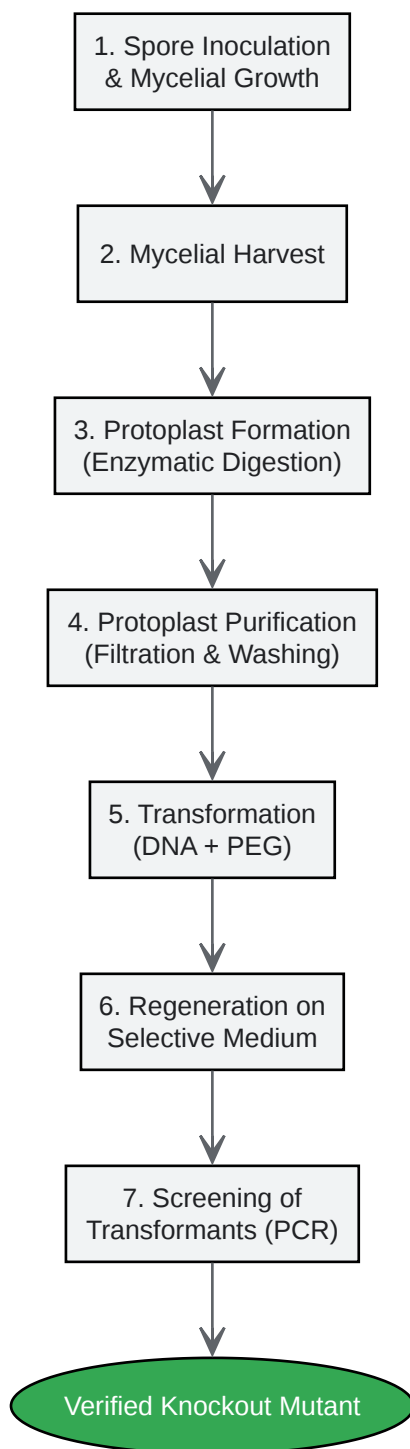 1. Spore Inoculation
& Mycelial Growth
2. Mycelial Harvest
3. Protoplast Formation
(Enzymatic Digestion)
4. Protoplast Purification
(Filtration & Washing)
5. Transformation
(DNA + PEG)
6. Regeneration on
Selective Medium
7. Screening of
Transformants (PCR)
Verified Knockout Mutant